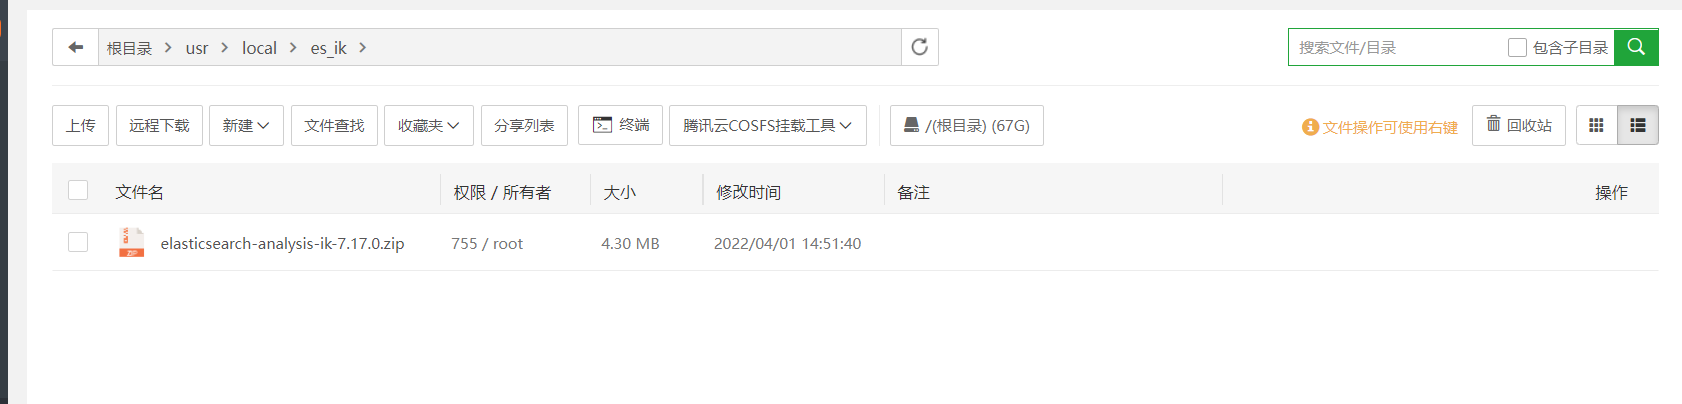 根目录 usr local es_ik
搜索文件/目录 包含子目录
上传 远程下载 新建 文件查找 收藏夹 分享列表 终端 腾讯云COSFS挂载工具 /(根目录) (67G) 文件操作可使用右键 回收站
文件名 权限 / 所有者 大小 修改时间 备注 操作
elasticsearch-analysis-ik-7.17.0.zip 755 / root 4.30 MB 2022/04/01 14:51:40